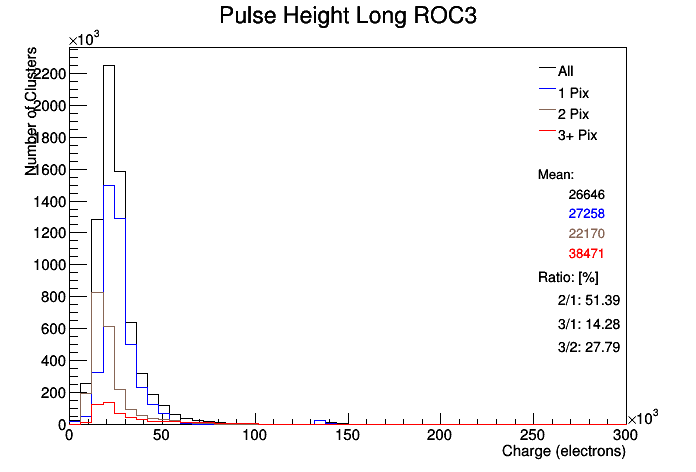 Pulse Height Long ROC3
×10³
Number of Clusters
2200
2000
1800
1600
1400
1200
1000
800
600
400
200
0
0 50 100 150 200 250 300
×10³
Charge (electrons)
All
1 Pix
2 Pix
3+ Pix
Mean:
26646
27258
22170
38471
Ratio: [%]
2/1: 51.39
3/1: 14.28
3/2: 27.79